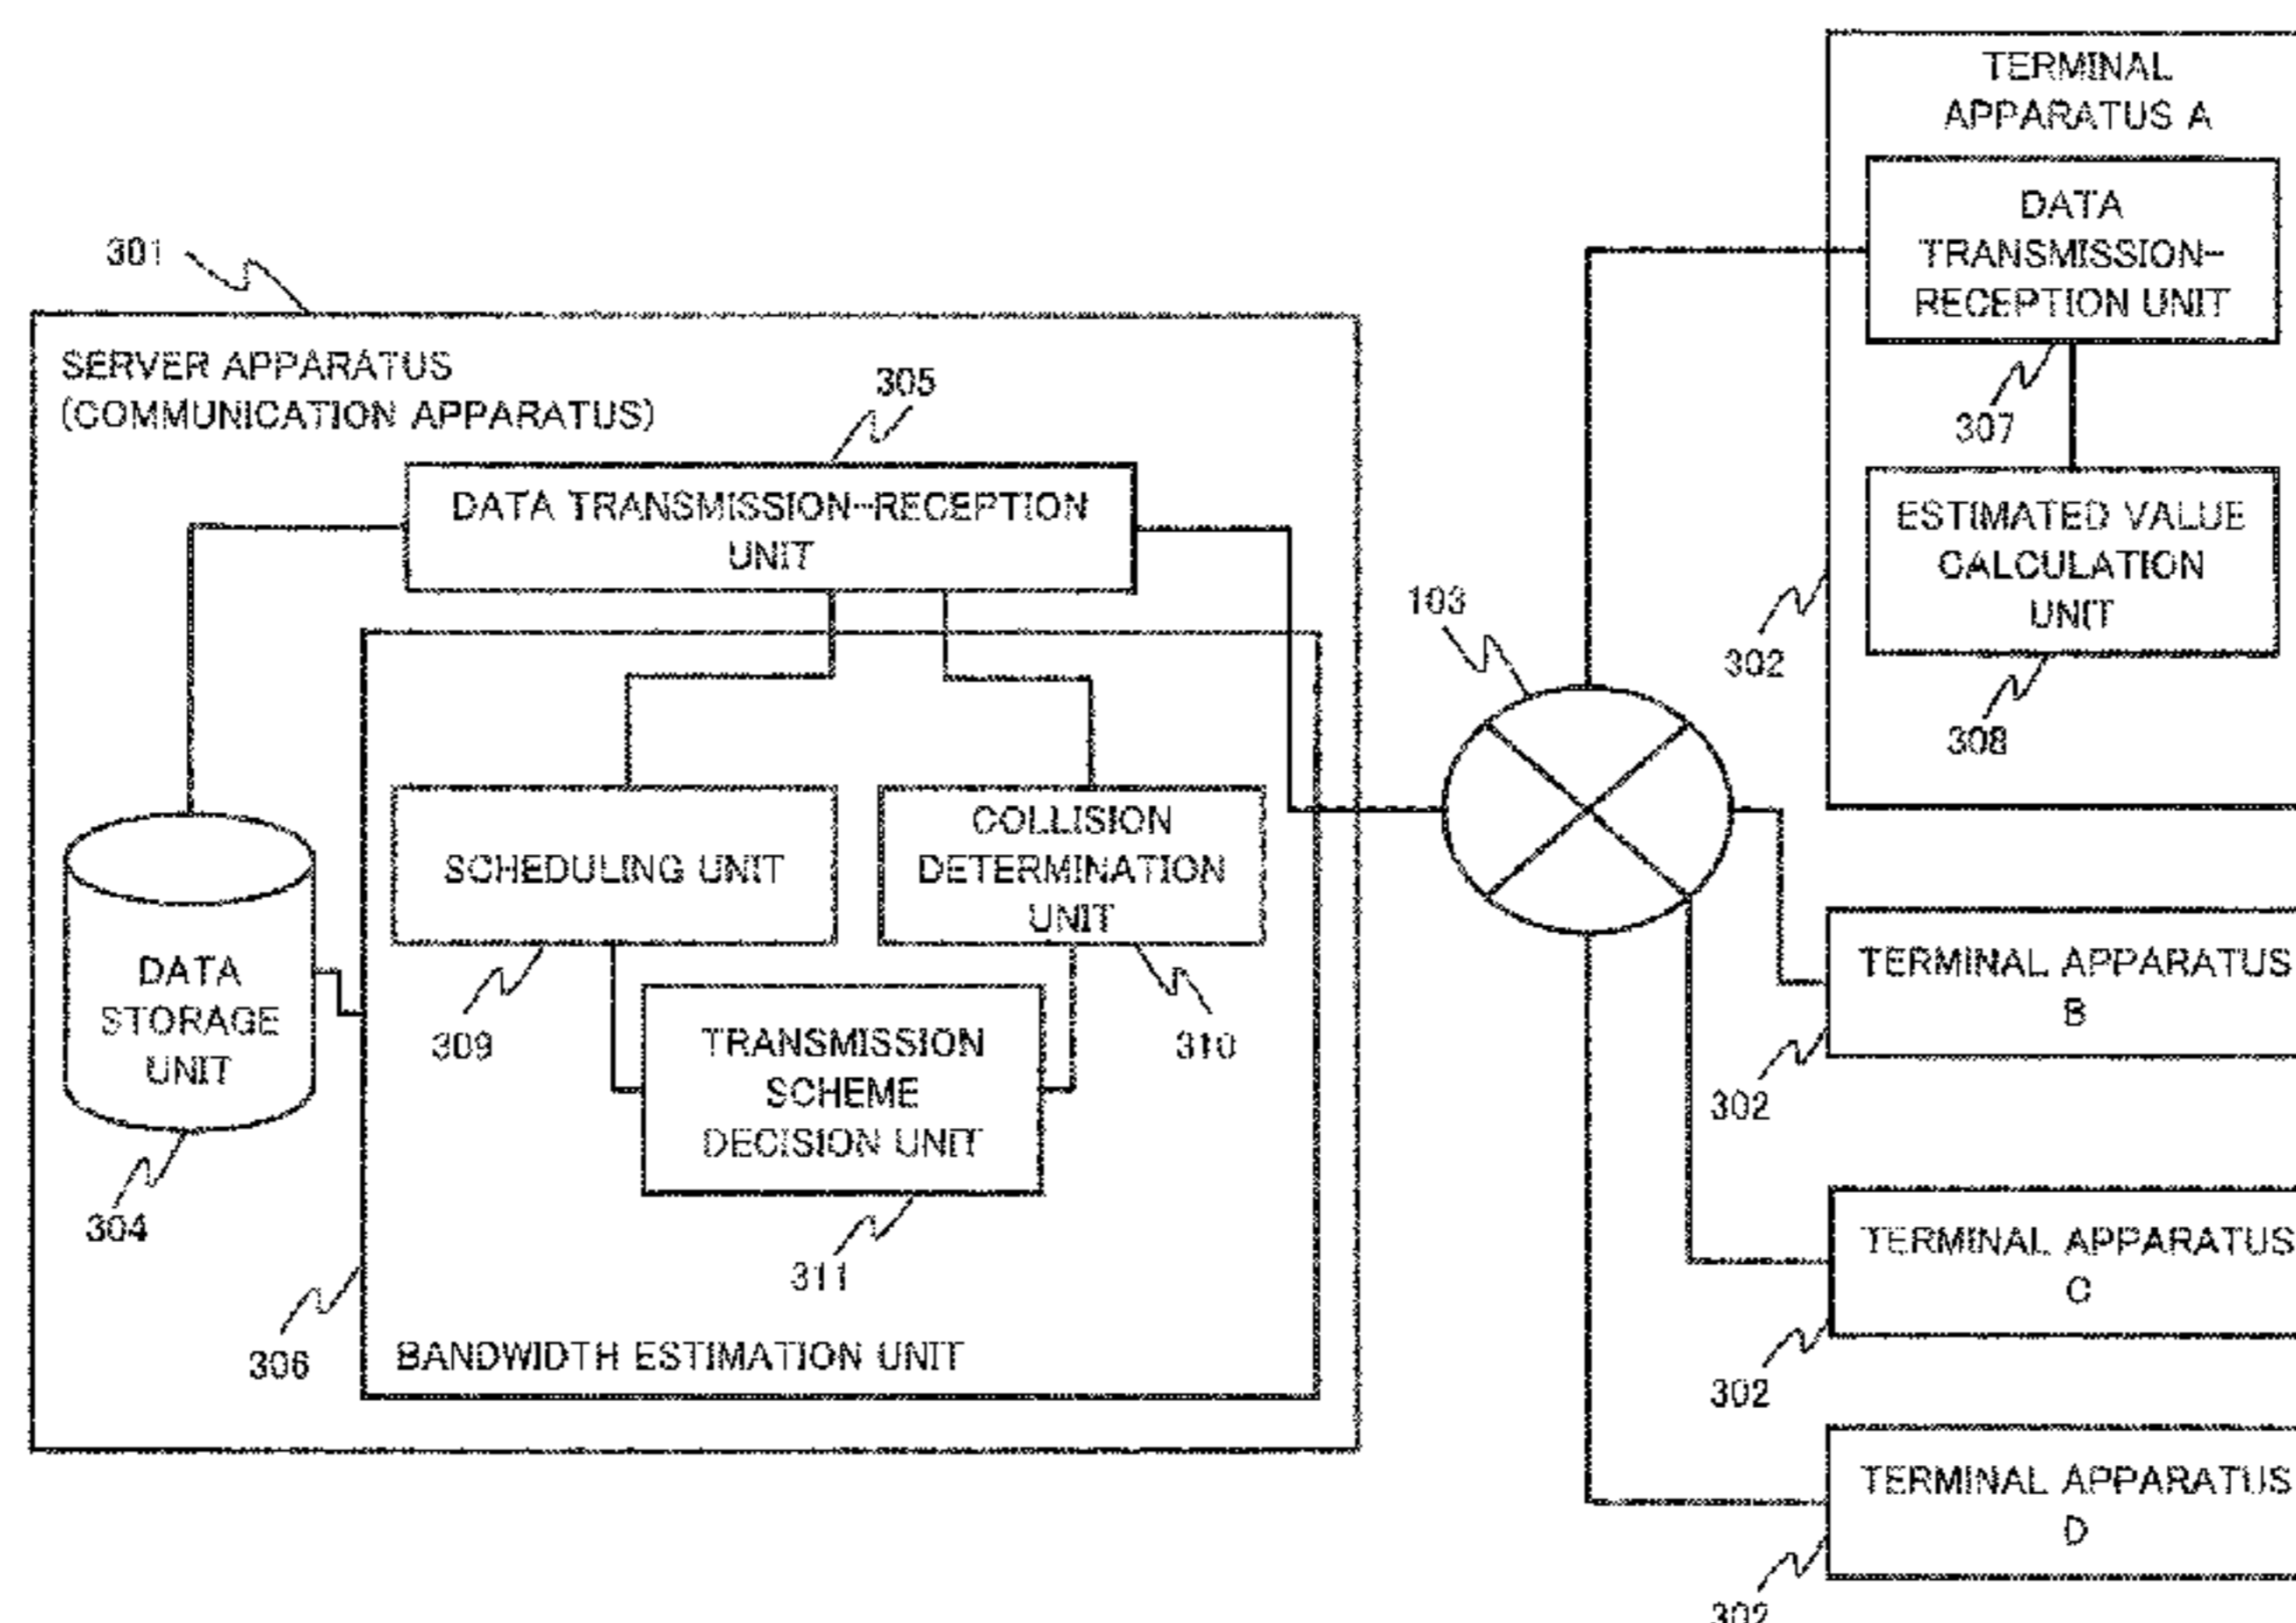 301
SERVER APPARATUS
(COMMUNICATION APPARATUS)
305
DATA TRANSMISSION-RECEPTION
UNIT
SCHEDULING UNIT
COLLISION
DETERMINATION
UNIT
DATA
STORAGE
UNIT
309
310
TRANSMISSION
SCHEME
DECISION UNIT
304
311
306
BANDWIDTH ESTIMATION UNIT
103
TERMINAL
APPARATUS A
DATA
TRANSMISSION-
RECEPTION UNIT
307
ESTIMATED VALUE
CALCULATION
UNIT
302
308
TERMINAL APPARATUS
B
302
TERMINAL APPARATUS
C
302
TERMINAL APPARATUS
D
302